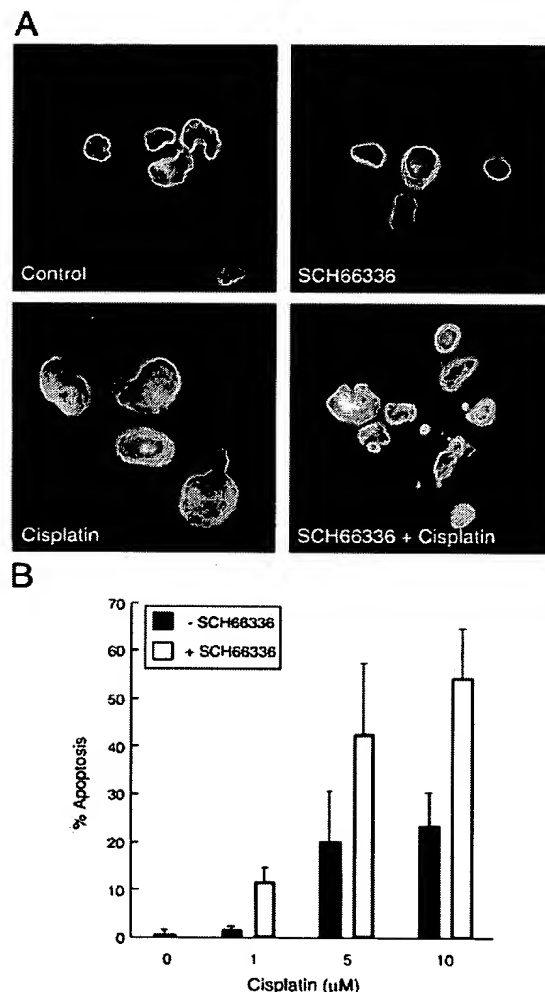 A
Control
SCH66336
Cisplatin
SCH66336 + Cisplatin
B
70
60
50
40
30
20
10
0
% Apoptosis
- SCH66336
+ SCH66336
0
1
5
10
Cisplatin (μM)